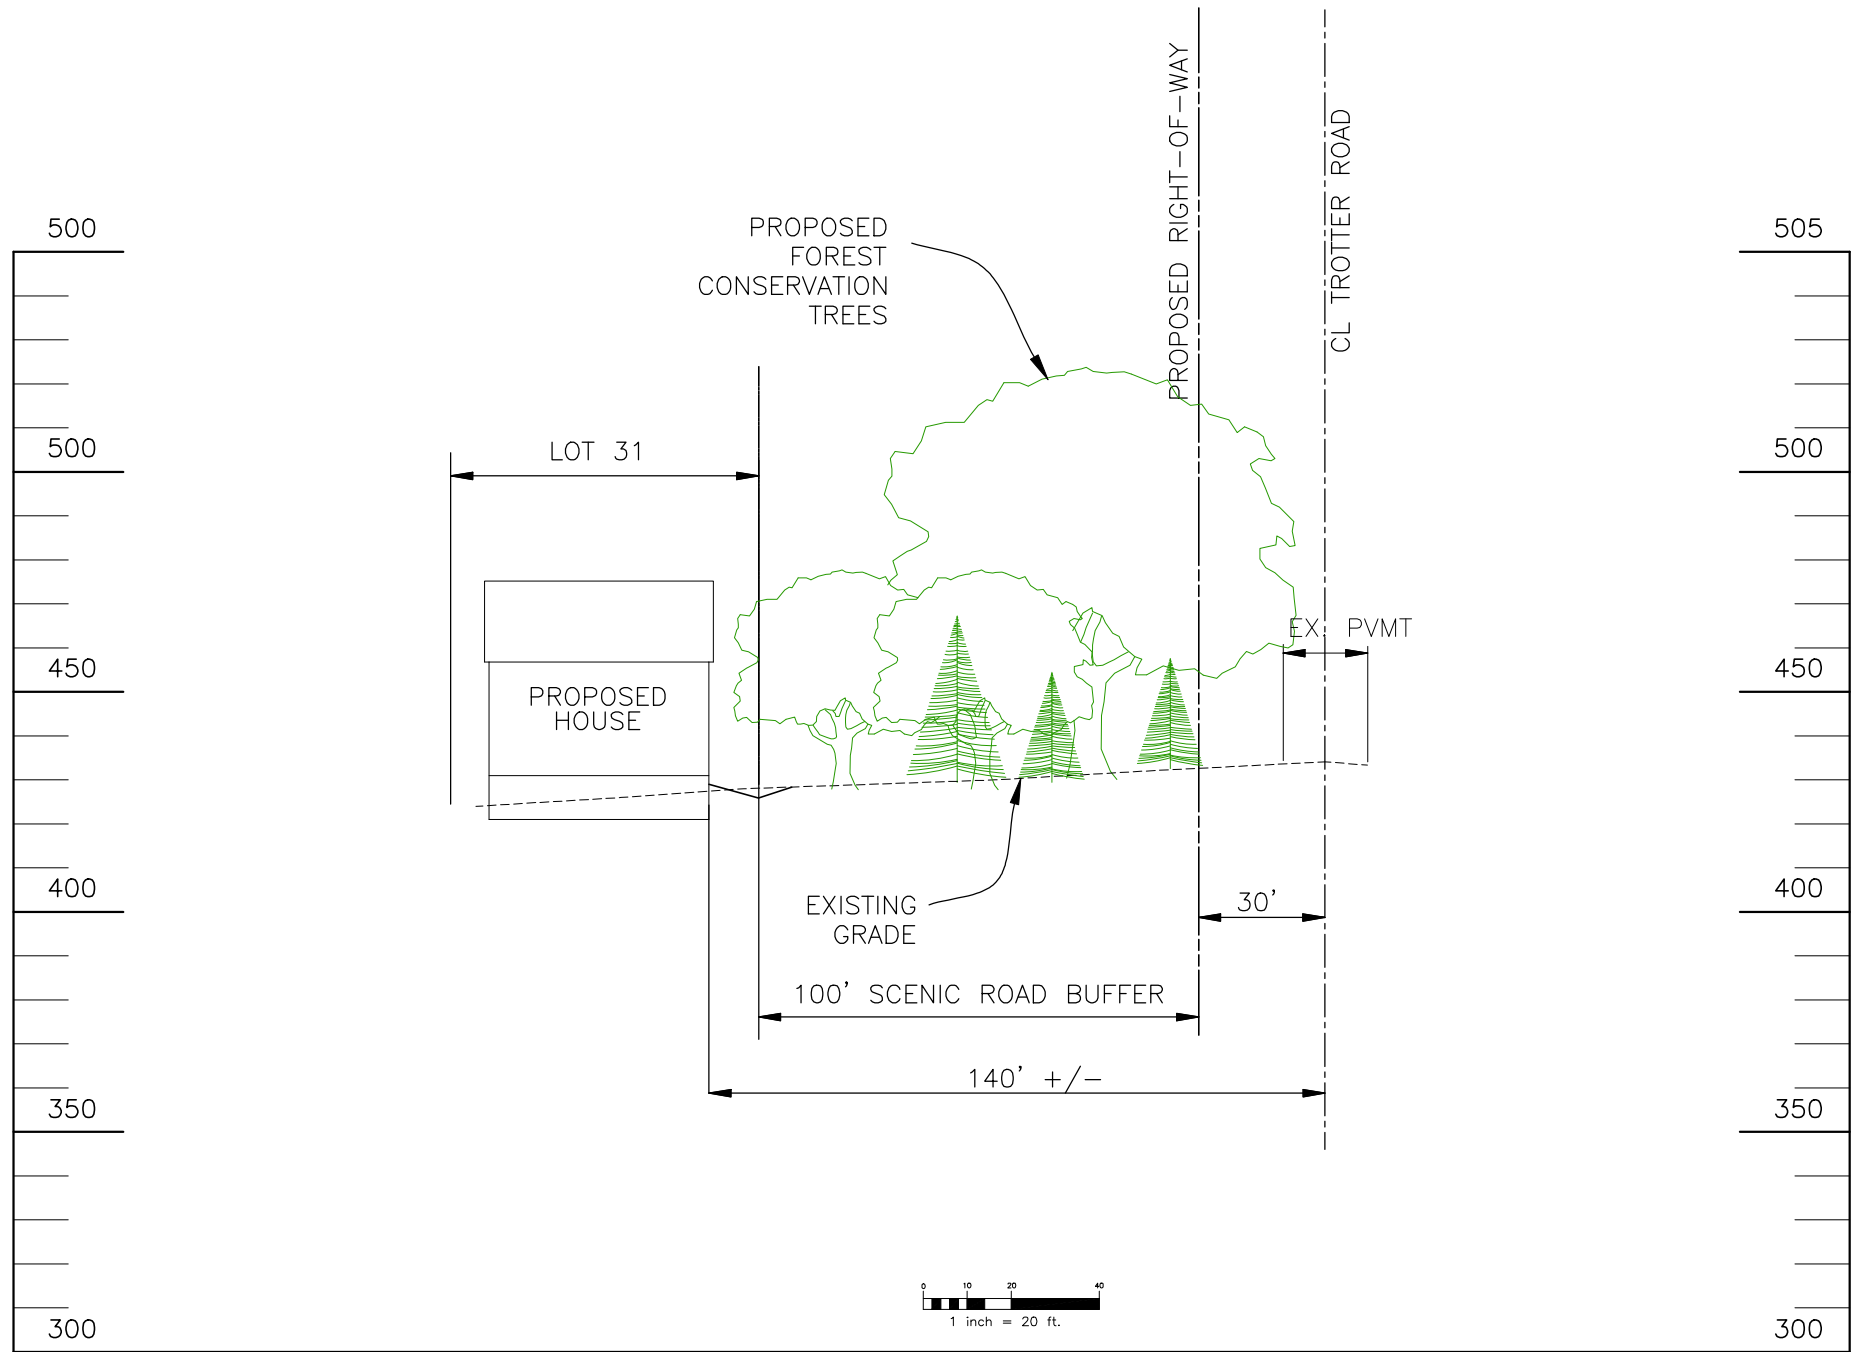 PROPOSED RIGHT-OF-WAY
CL TROTTER ROAD
500
505
PROPOSED
FOREST
CONSERVATION
TREES
LOT 31
500
500
EX. PVMT
450
450
PROPOSED
HOUSE
400
400
EXISTING
GRADE
30'
100' SCENIC ROAD BUFFER
140' +/-
350
350
0 10 20 40
1 inch = 20 ft.
300
300